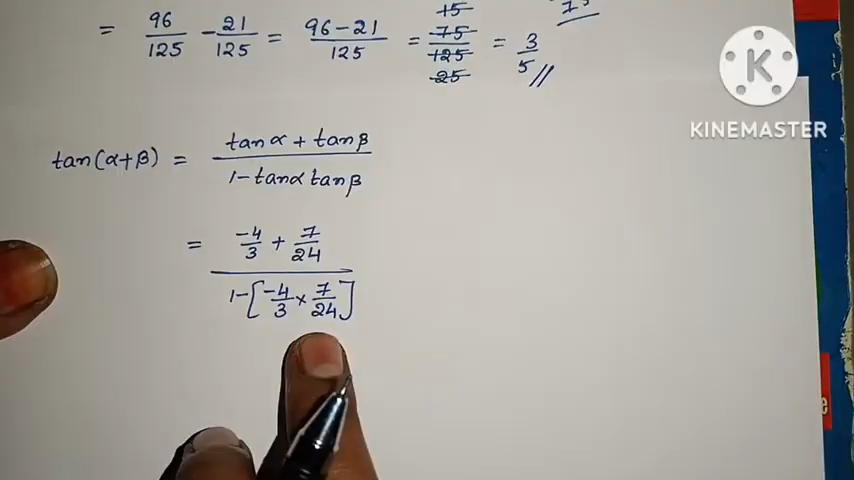 = 96/125 - 21/125 = (96-21)/125 = 75/125 = 3/5 //
15
25
K
KINEMASTER
tan(α+β) = (tanα + tanβ)/(1-tanα tanβ)
= (-4/3 + 7/24)/(1-[-4/3 × 7/24])